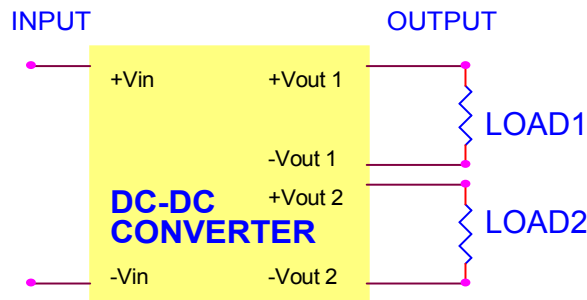 INPUT
OUTPUT
+Vin
+Vout 1
LOAD1
-Vout 1
+Vout 2
DC-DC
CONVERTER
LOAD2
-Vin
-Vout 2